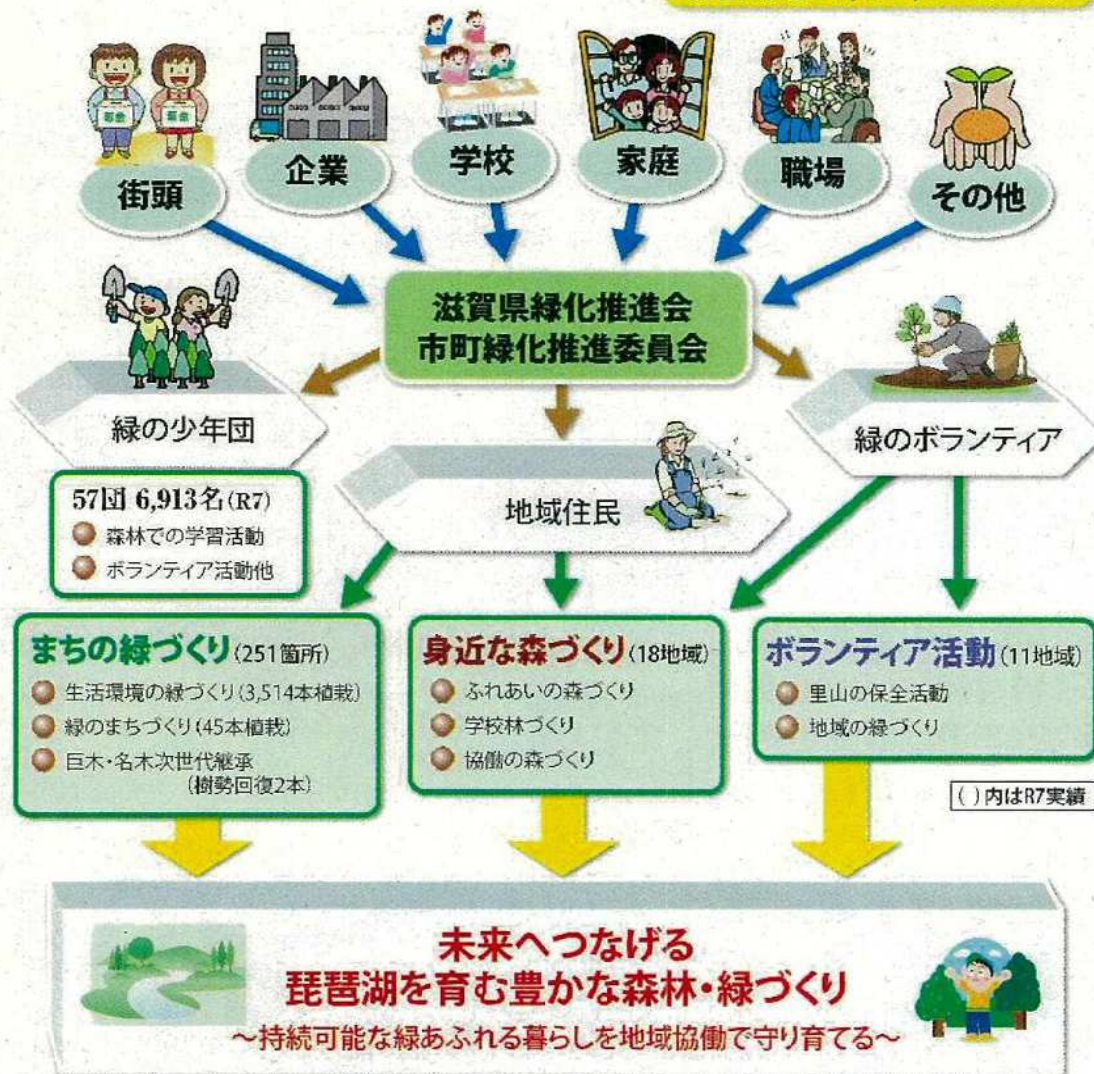 募金
募金
街頭
企業
学校
家庭
職場
その他
滋賀県緑化推進会
市町緑化推進委員会
緑の少年団
緑のボランティア
地域住民
57団 6,913名(R7)
森林での学習活動
ボランティア活動他
まちの緑づくり(251箇所)
生活環境の緑づくり(3,514本植栽)
緑のまちづくり(45本植栽)
巨木・名木次世代継承
(樹勢回復2本)
身近な森づくり(18地域)
ふれあいの森づくり
学校林づくり
協働の森づくり
ボランティア活動(11地域)
里山の保全活動
地域の緑づくり
( )内はR7実績
未来へつなげる
琵琶湖を育む豊かな森林・緑づくり
~持続可能な緑あふれる暮らしを地域協働で守り育てる~